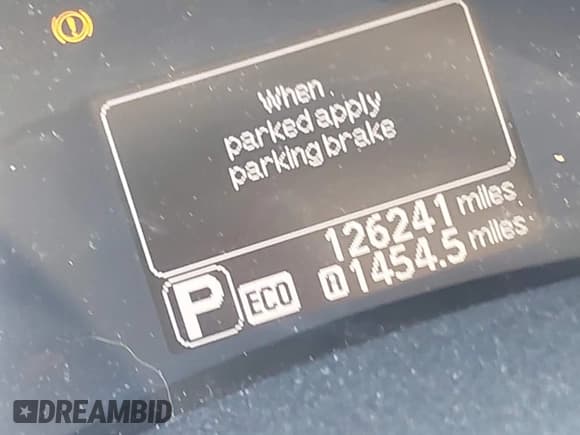 When
parked apply
parking brake
126241 miles
1454.5 miles
P ECO
DREAMBID